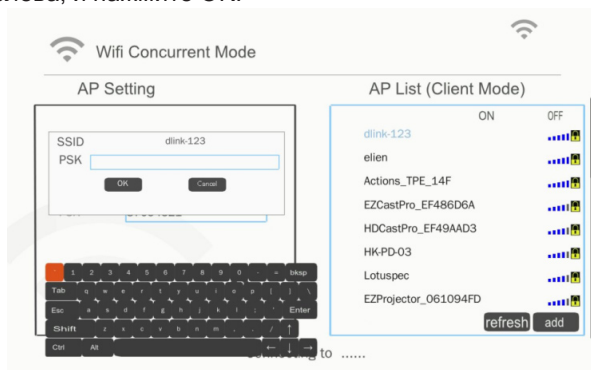 Wifi Concurrent Mode
AP Setting
AP List (Client Mode)
ON OFF
SSID dlink-123
PSK
OK Cancel
dlink-123
elien
Actions_TPE_14F
EZCastPro_EF486D6A
HDCastPro_EF49AAD3
HK-PD-03
Lotuspec
EZProjector_061094FD
refresh add
1 2 3 4 5 6 7 8 9 0 - = bksp
Tab q w e r t y u i o p [ ] \
Esc a s d f g h j k l ; ' Enter
Shift z x c v b n m , . / ↑
Ctrl Alt ← ↓ →
to ......